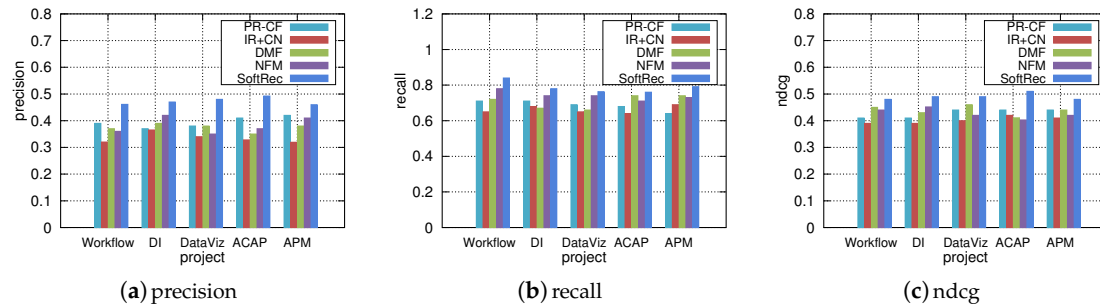 0.8
0.7
0.6
0.5
0.4
0.3
0.2
0.1
0
precision
PR-CF
IR+CN
DMF
NFM
SoftRec
Workflow DI DataViz ACAP APM
project
(a) precision
1.2
1
0.8
0.6
0.4
0.2
0
recall
PR-CF
IR+CN
DMF
NFM
SoftRec
Workflow DI DataViz ACAP APM
project
(b) recall
0.8
0.7
0.6
0.5
0.4
0.3
0.2
0.1
0
ndcg
PR-CF
IR+CN
DMF
NFM
SoftRec
Workflow DI DataViz ACAP APM
project
(c) ndcg